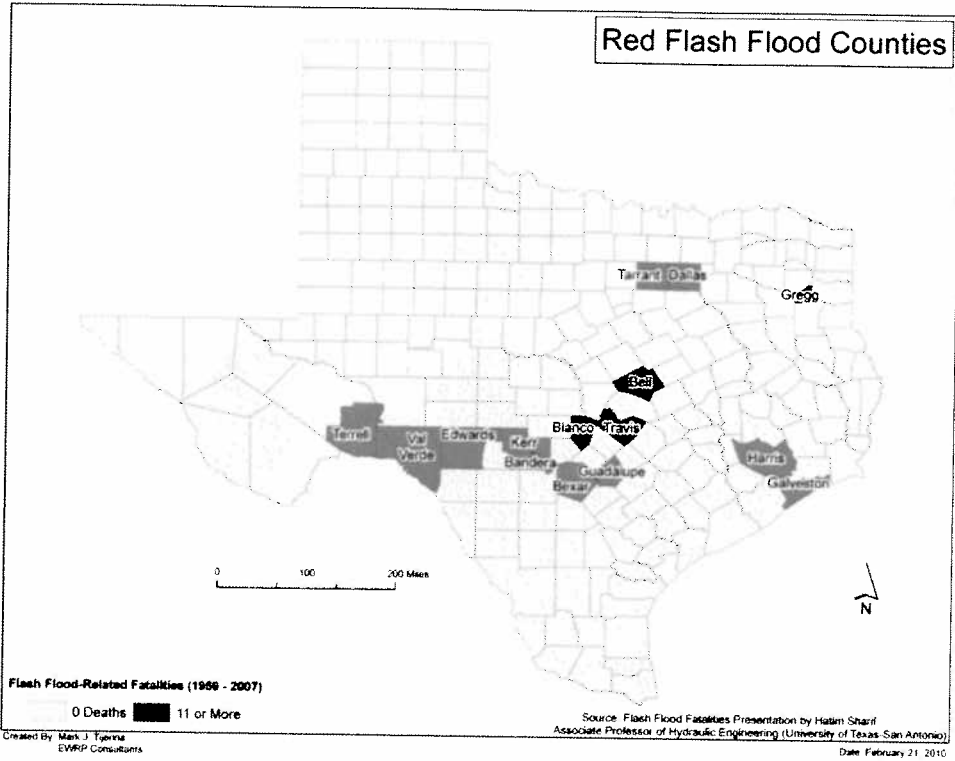 Red Flash Flood Counties
Tarrant Dallas
Gregg
Bell
Blanco Travis
Terrell
Val
Verde
Edwards
Kerr
Bandera
Guadalupe
Bexar
Harris
Galveston
0 100 200 Miles
N
Flash Flood-Related Fatalities (1959 - 2007)
0 Deaths 11 or More
Source: Flash Flood Fatalities Presentation by Hatim Sharif
Associate Professor of Hydraulic Engineering (University of Texas-San Antonio)
Created By: Mark J. Tijerina
EWRP Consultants
Date: February 21, 2010